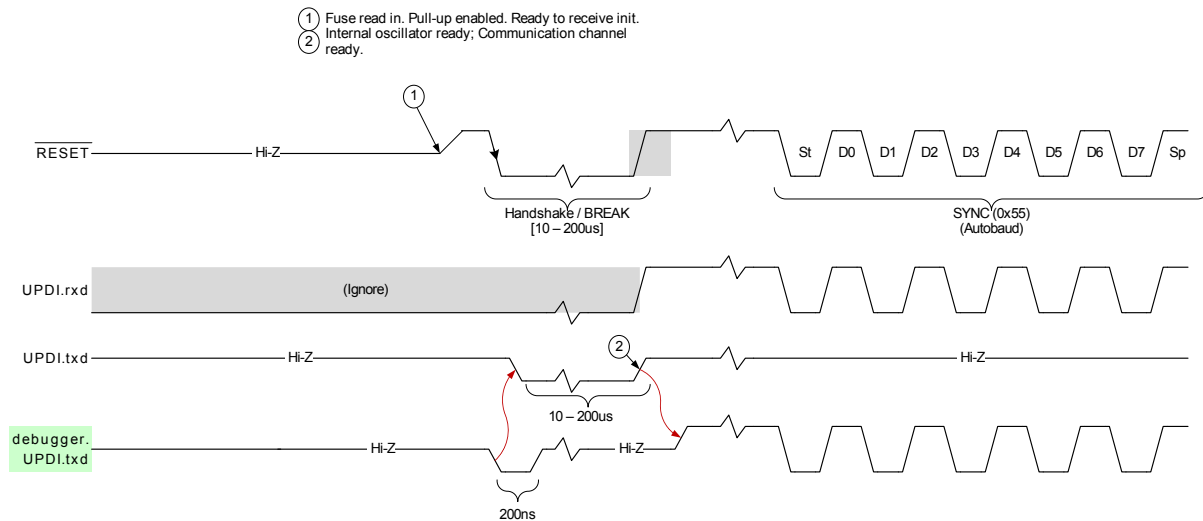 1 Fuse read in. Pull-up enabled. Ready to receive init.
2 Internal oscillator ready; Communication channel
ready.
1
RESET Hi-Z St D0 D1 D2 D3 D4 D5 D6 D7 Sp
Handshake / BREAK
[10 – 200us]
SYNC (0x55)
(Autobaud)
UPDI.rxd (Ignore)
2
UPDI.txd Hi-Z Hi-Z
10 – 200us
debugger.
UPDI.txd Hi-Z Hi-Z
200ns